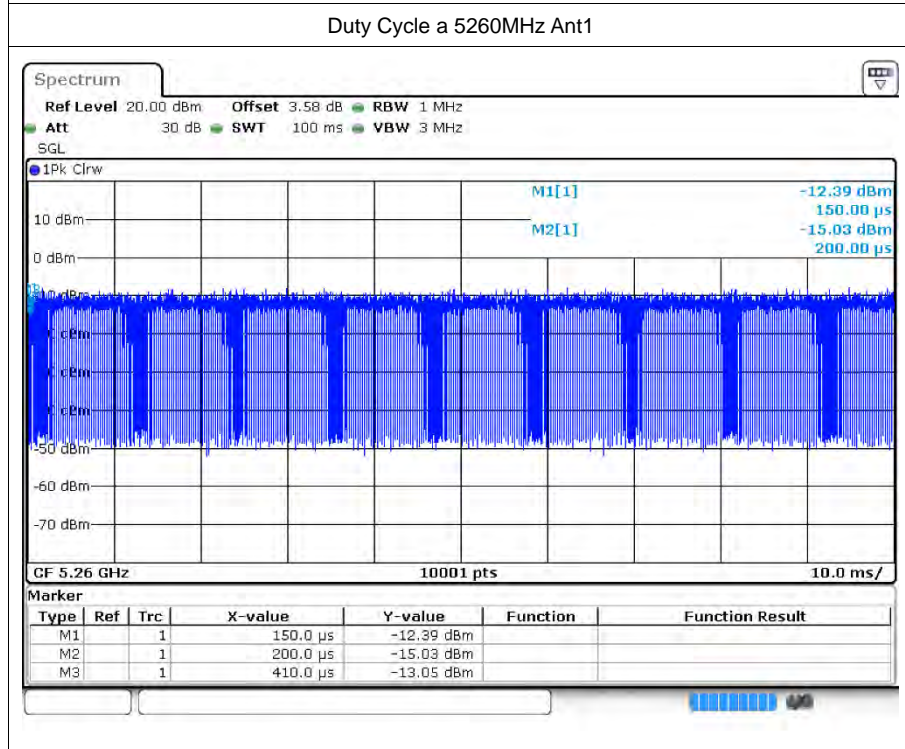 Duty Cycle a 5260MHz Ant1
Spectrum
Ref Level 20.00 dBm Offset 3.58 dB RBW 1 MHz
Att 30 dB SWT 100 ms VBW 3 MHz
SGL
1Pk Clrw
M1[1] -12.39 dBm
150.00 µs
10 dBm
M2[1] -15.03 dBm
200.00 µs
0 dBm
-50 dBm
-60 dBm
-70 dBm
CF 5.26 GHz 10001 pts 10.0 ms/
Marker
Type Ref Trc X-value Y-value Function Function Result
M1 1 150.0 µs -12.39 dBm
M2 1 200.0 µs -15.03 dBm
M3 1 410.0 µs -13.05 dBm